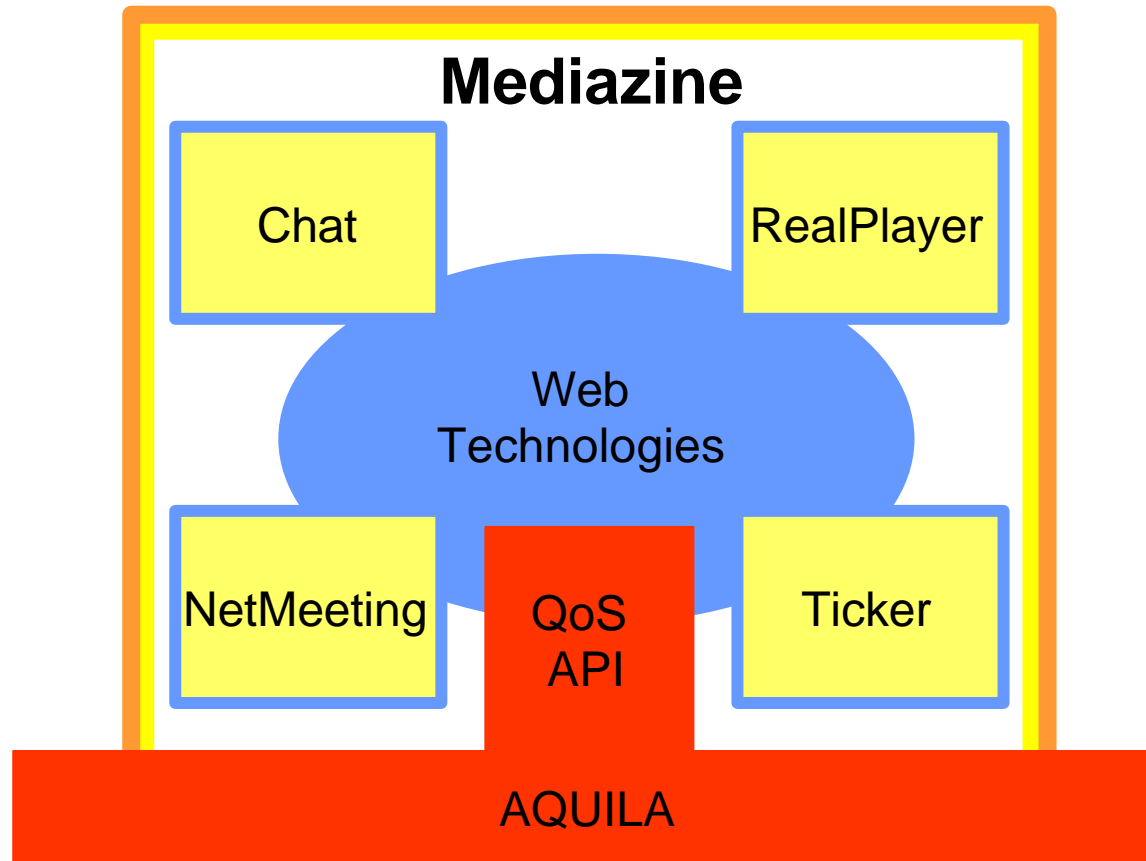 Mediazine
Chat
RealPlayer
Web
Technologies
NetMeeting
QoS
API
Ticker
AQUILA